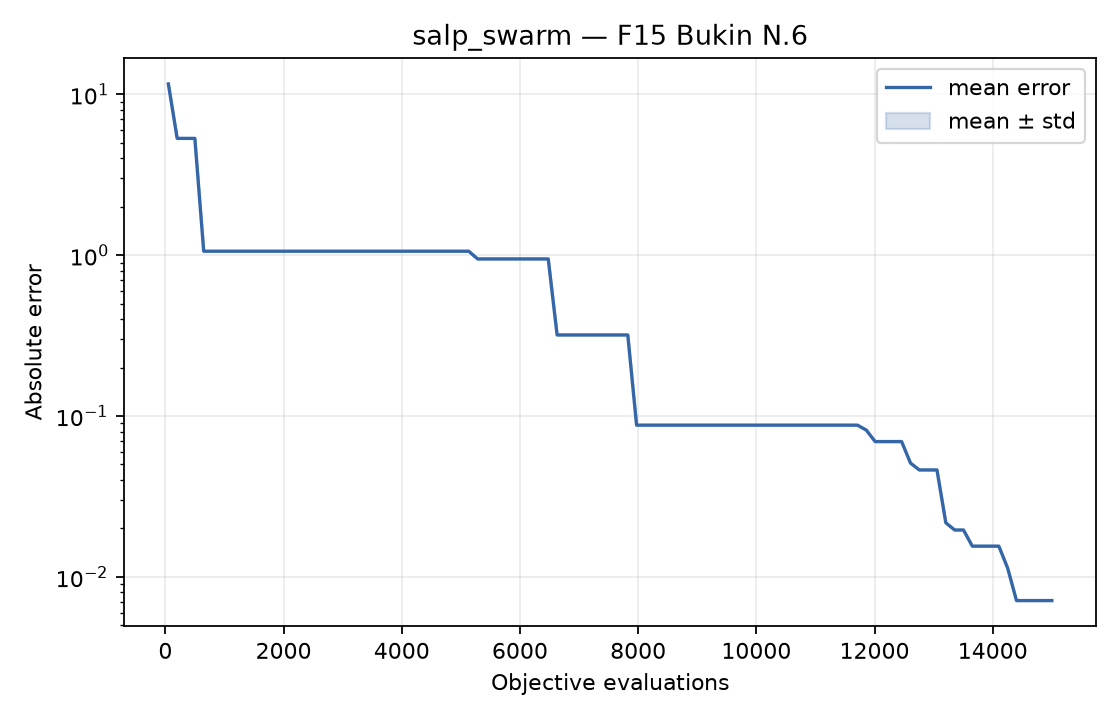 salp_swarm — F15 Bukin N.6
mean error
mean ± std
Absolute error
10¹
10⁰
10⁻¹
10⁻²
0 2000 4000 6000 8000 10000 12000 14000
Objective evaluations